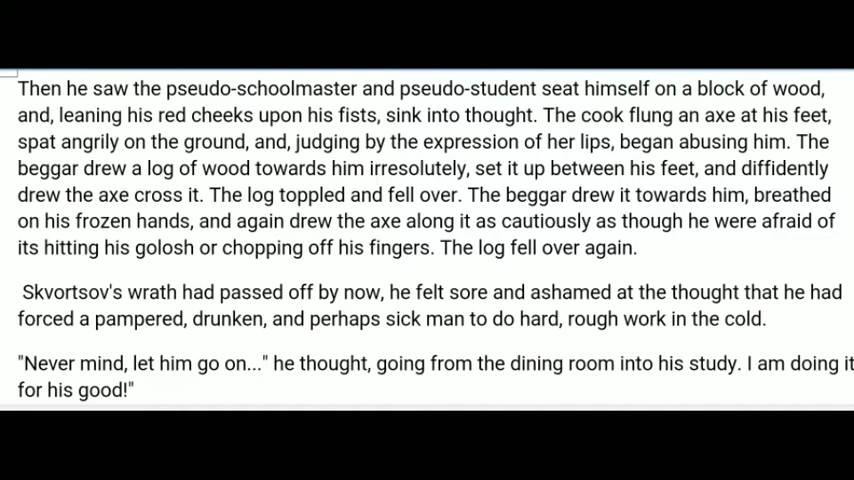 Then he saw the pseudo-schoolmaster and pseudo-student seat himself on a block of wood,
and, leaning his red cheeks upon his fists, sink into thought. The cook flung an axe at his feet,
spat angrily on the ground, and, judging by the expression of her lips, began abusing him. The
beggar drew a log of wood towards him irresolutely, set it up between his feet, and diffidently
drew the axe cross it. The log toppled and fell over. The beggar drew it towards him, breathed
on his frozen hands, and again drew the axe along it as cautiously as though he were afraid of
its hitting his golosh or chopping off his fingers. The log fell over again.
Skvortsov's wrath had passed off by now, he felt sore and ashamed at the thought that he had
forced a pampered, drunken, and perhaps sick man to do hard, rough work in the cold.
"Never mind, let him go on..." he thought, going from the dining room into his study. I am doing it
for his good!"